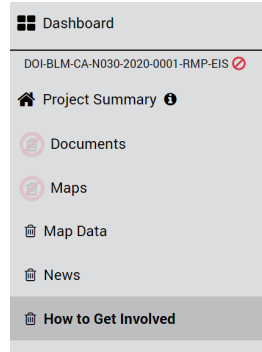 Dashboard
DOI-BLM-CA-N030-2020-0001-RMP-EIS
Project Summary
Documents
Maps
Map Data
News
How to Get Involved